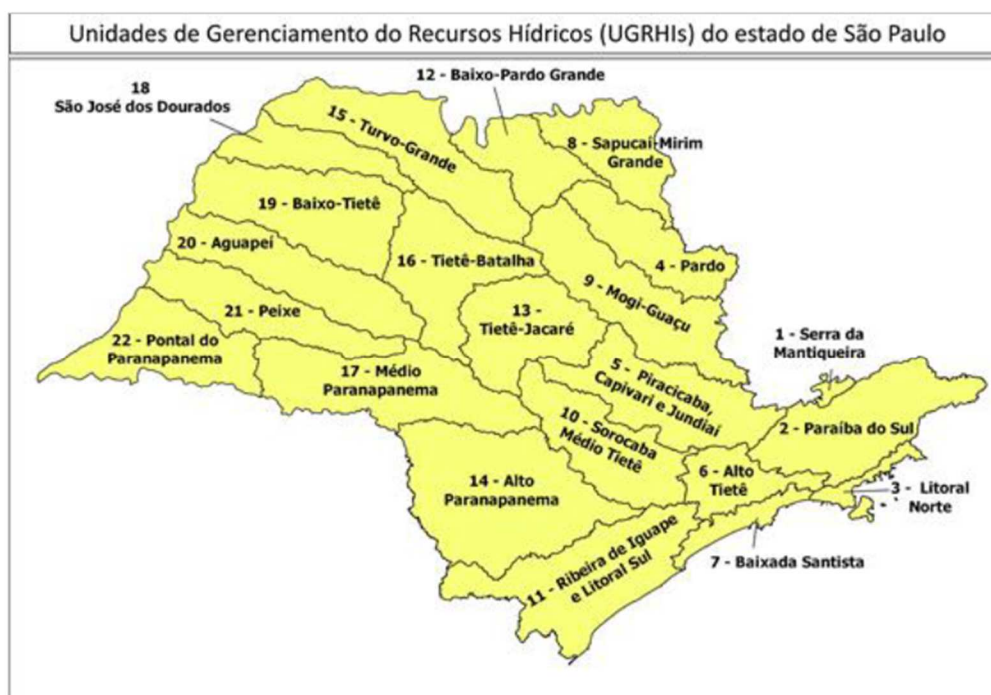 Unidades de Gerenciamento do Recursos Hídricos (UGRHIs) do estado de São Paulo
12 - Baixo-Pardo Grande
18
São José dos Dourados
15 - Turvo-Grande
8 - Sapucaí-Mirim
Grande
19 - Baixo-Tietê
20 - Aguapeí
16 - Tietê-Batalha
4 - Pardo
9 - Mogi-Guaçu
21 - Peixe
13 -
Tietê-Jacaré
22 - Pontal do
Paranapanema
1 - Serra da
Mantiqueira
17 - Médio
Paranapanema
5 - Piracicaba,
Capivari e Jundiaí
10 - Sorocaba
Médio Tietê
2 - Paraíba do Sul
14 - Alto
Paranapanema
6 - Alto
Tietê
3 - Litoral
Norte
11 - Ribeira de Iguape
e Litoral Sul
7 - Baixada Santista